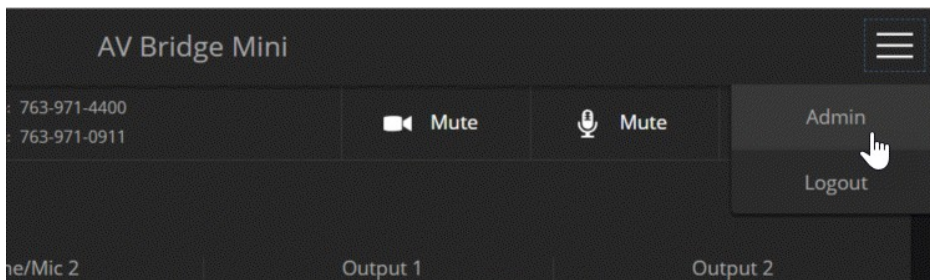 AV Bridge Mini
: 763-971-4400
: 763-971-0911
Mute
Mute
Admin
Logout
ne/Mic 2
Output 1
Output 2